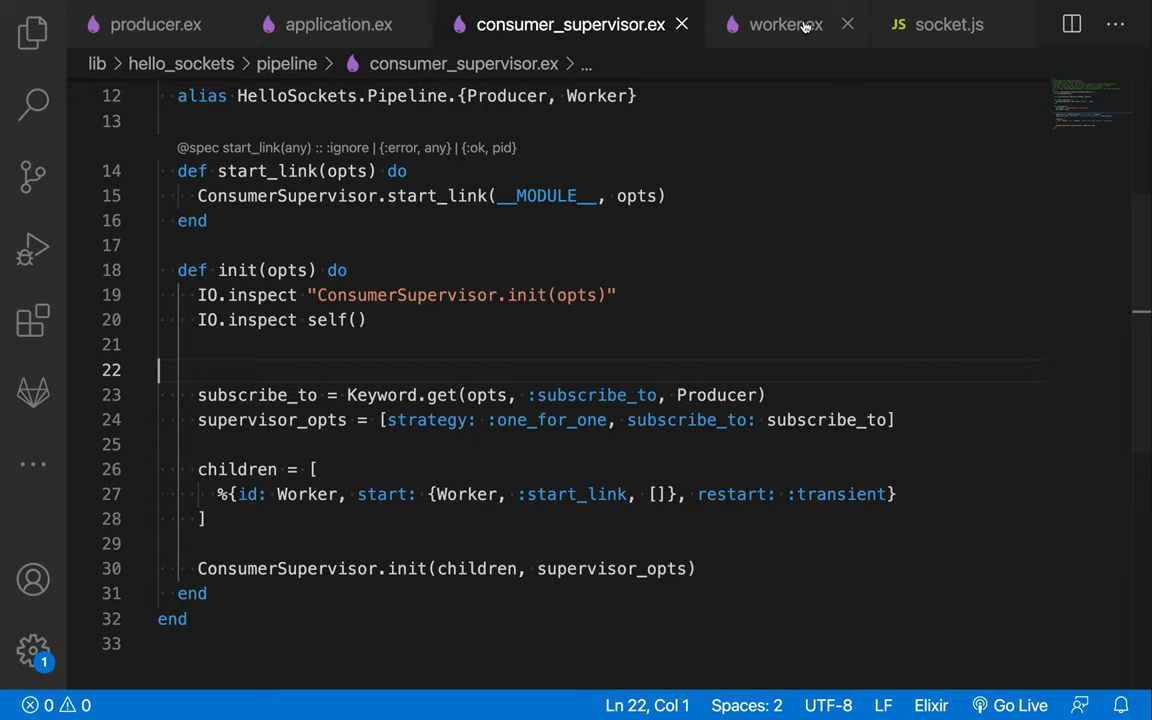 producer.ex application.ex consumer_supervisor.ex worker.ex JS socket.js ...
lib > hello_sockets > pipeline > consumer_supervisor.ex > ...
12 alias HelloSockets.Pipeline.{Producer, Worker}
13
@spec start_link(any) :: :ignore | {:error, any} | {:ok, pid}
14 def start_link(opts) do
15 ConsumerSupervisor.start_link(__MODULE__, opts)
16 end
17
18 def init(opts) do
19 IO.inspect "ConsumerSupervisor.init(opts)"
20 IO.inspect self()
21
22
23 subscribe_to = Keyword.get(opts, :subscribe_to, Producer)
24 supervisor_opts = [strategy: :one_for_one, subscribe_to: subscribe_to]
25
26 children = [
27 %{id: Worker, start: {Worker, :start_link, []}, restart: :transient}
28 ]
29
30 ConsumerSupervisor.init(children, supervisor_opts)
31 end
32 end
33
1
0 0 Ln 22, Col 1 Spaces: 2 UTF-8 LF Elixir Go Live